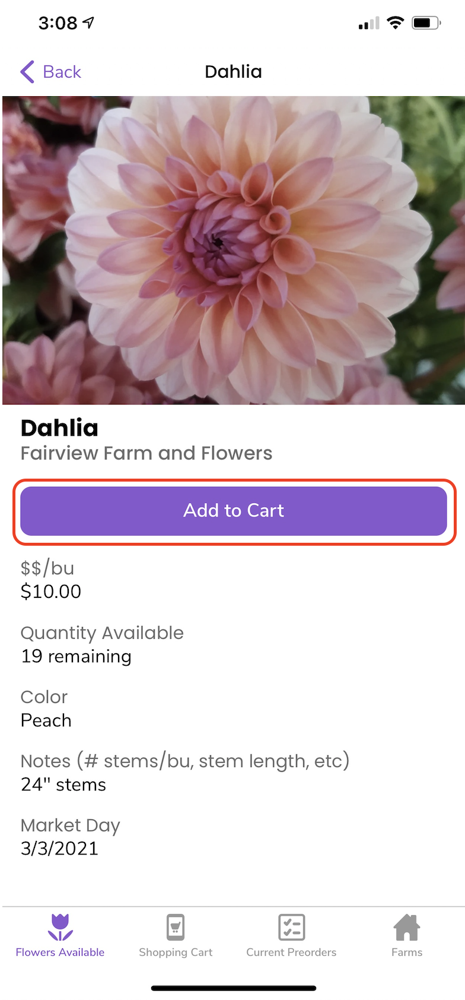 3:08
Back
Dahlia
Dahlia
Fairview Farm and Flowers
Add to Cart
$$/bu
$10.00
Quantity Available
19 remaining
Color
Peach
Notes (# stems/bu, stem length, etc)
24" stems
Market Day
3/3/2021
Flowers Available
Shopping Cart
Current Preorders
Farms